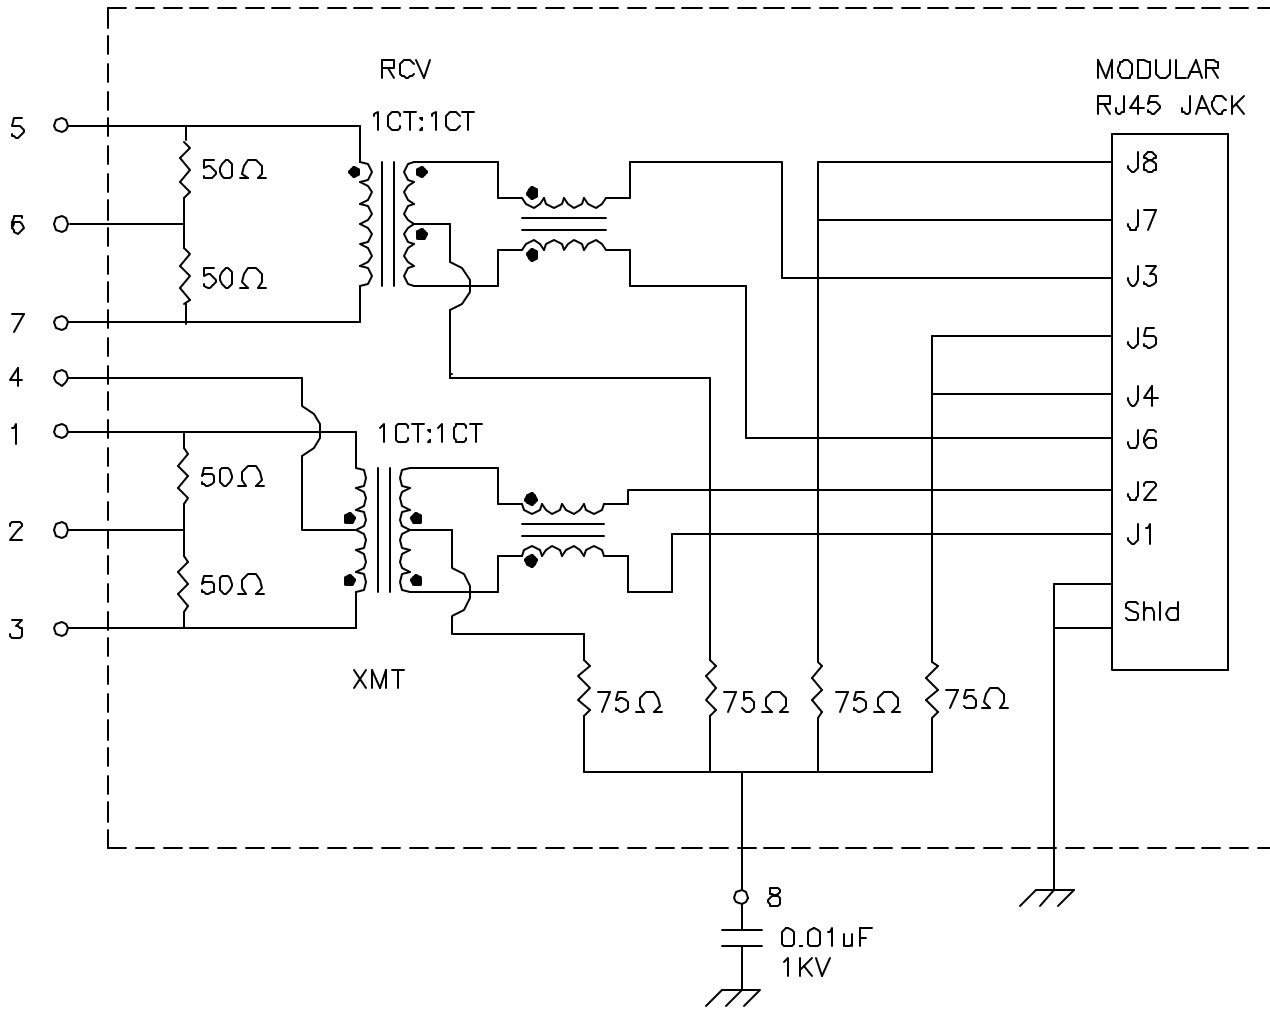 RCV
MODULAR
RJ45 JACK
1CT:1CT
5
50Ω
J8
6
J7
50Ω
J3
7
J5
4
J4
1
1CT:1CT
J6
50Ω
J2
2
J1
50Ω
Shld
3
XMT
75Ω
75Ω
75Ω
75Ω
8
0.01uF
1KV